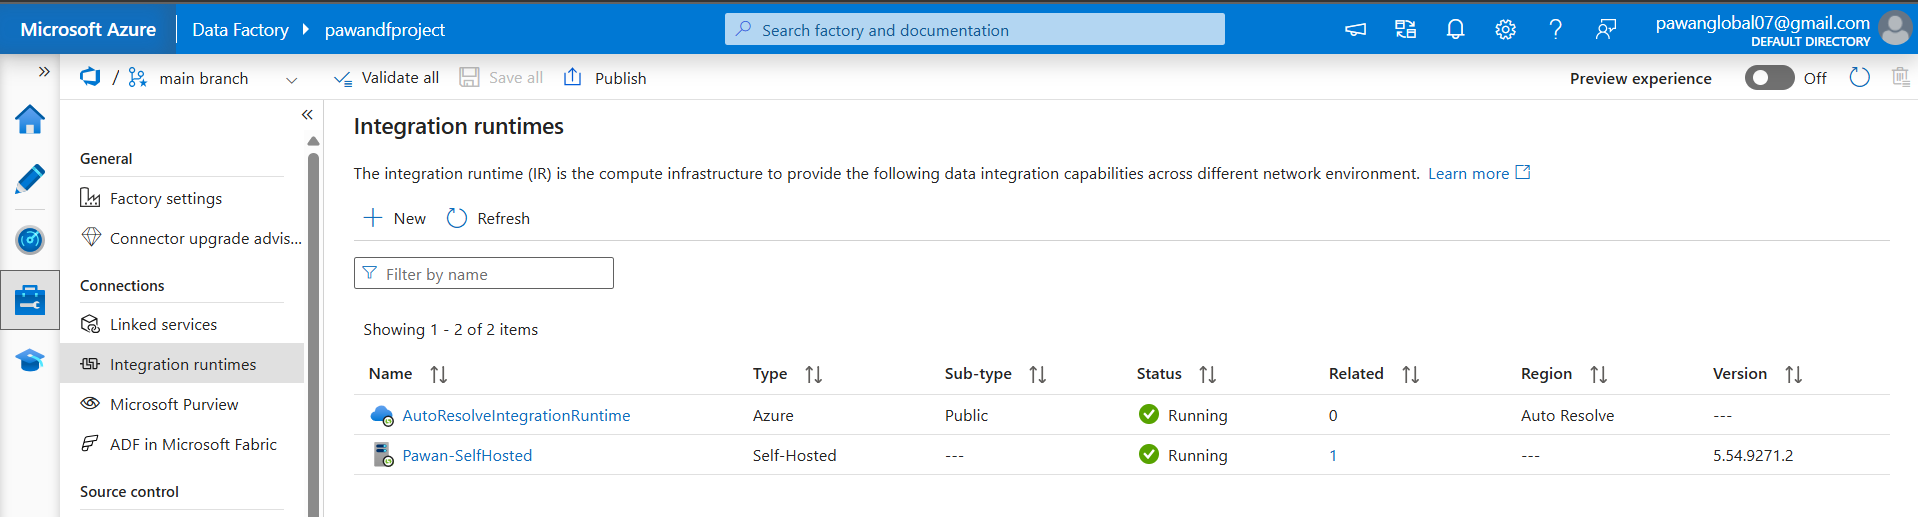 Microsoft Azure Data Factory pawandfproject Search factory and documentation pawanglobal07@gmail.com
DEFAULT DIRECTORY
/ main branch Validate all Save all Publish Preview experience Off
General
Factory settings
Connector upgrade advis...
Connections
Linked services
Integration runtimes
Microsoft Purview
ADF in Microsoft Fabric
Source control
Integration runtimes
The integration runtime (IR) is the compute infrastructure to provide the following data integration capabilities across different network environment. Learn more
New Refresh
Filter by name
Showing 1 - 2 of 2 items
Name Type Sub-type Status Related Region Version
AutoResolveIntegrationRuntime Azure Public Running 0 Auto Resolve ---
Pawan-SelfHosted Self-Hosted --- Running 1 --- 5.54.9271.2